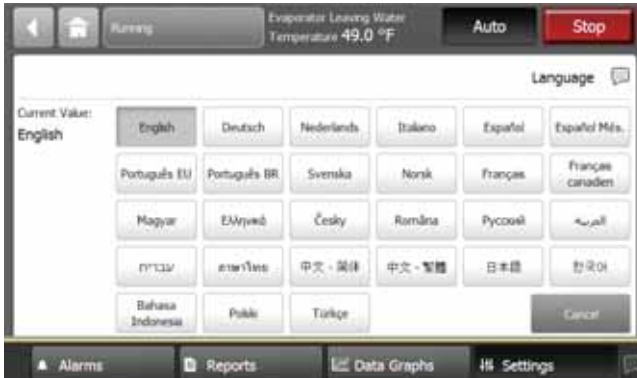 Running
Evaporator Leaving Water
Temperature 49.0 °F
Auto
Stop
Language
Current Value:
English
English
Deutsch
Nederlands
Italiano
Español
Español Méx.
Português EU
Português BR
Svenska
Norsk
Français
Français
canadien
Magyar
Ελληνικά
Česky
Româna
Русский
العربية
עברית
ภาษาไทย
中文 - 简体
中文 - 繁體
日本語
한국어
Bahasa
Indonesia
Polski
Türkçe
Cancel
Alarms
Reports
Data Graphs
Settings